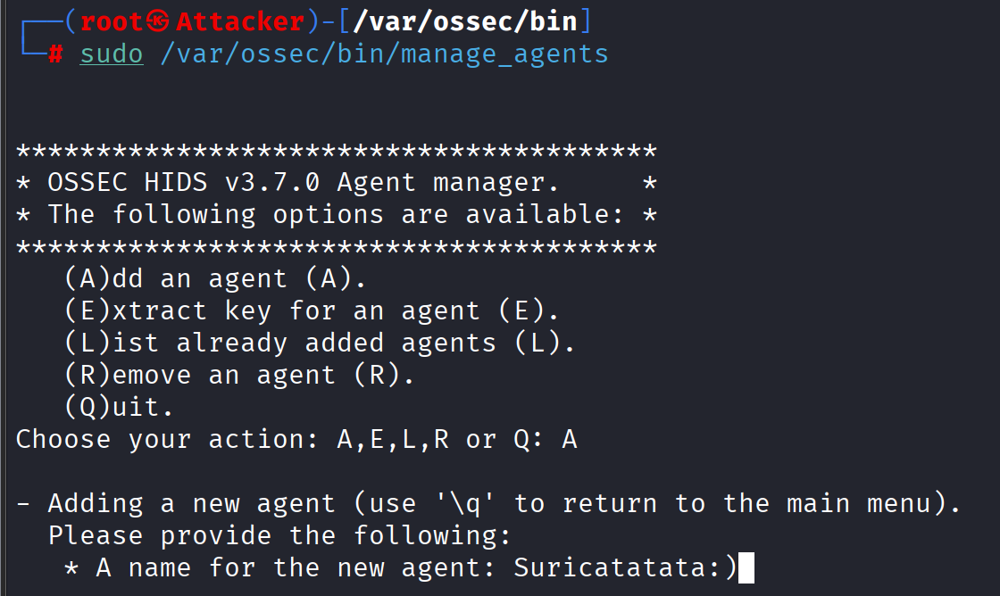 ┌──(root㉿Attacker)-[/var/ossec/bin]
└─# sudo /var/ossec/bin/manage_agents
****************************************
* OSSEC HIDS v3.7.0 Agent manager.     *
* The following options are available: *
****************************************
   (A)dd an agent (A).
   (E)xtract key for an agent (E).
   (L)ist already added agents (L).
   (R)emove an agent (R).
   (Q)uit.
Choose your action: A,E,L,R or Q: A
- Adding a new agent (use '\q' to return to the main menu).
  Please provide the following:
   * A name for the new agent: Suricatatata:)